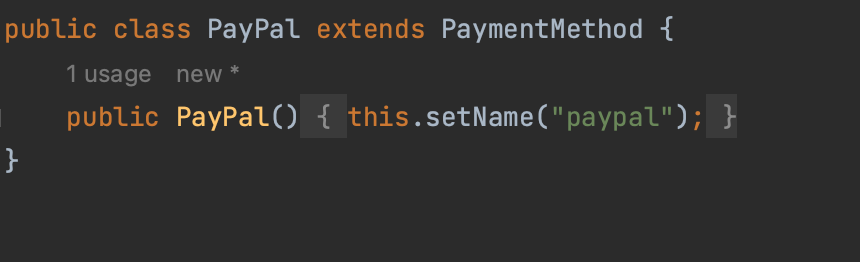 public class PayPal extends PaymentMethod {
1 usage new *
public PayPal() { this.setName("paypal"); }
}